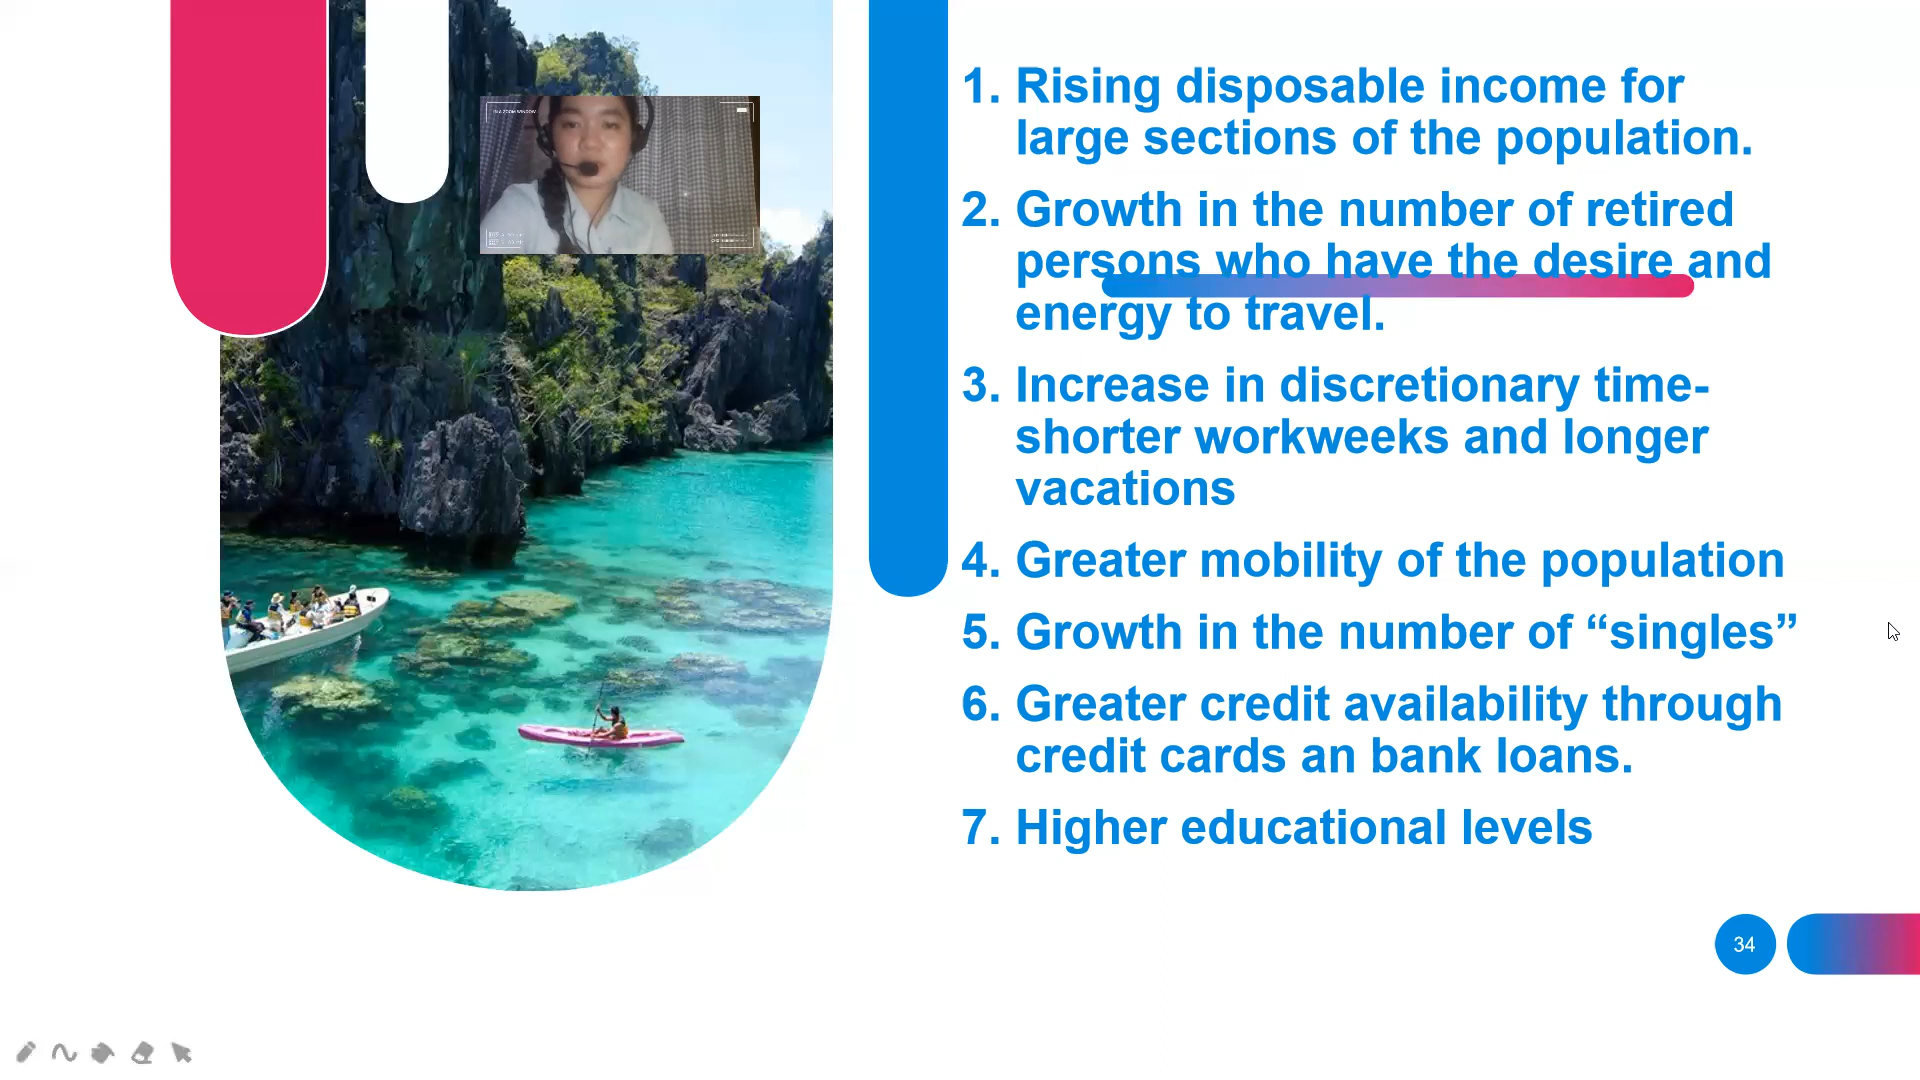 IN A ZOOM WINDOW
1. Rising disposable income for
large sections of the population.
2. Growth in the number of retired
persons who have the desire and
energy to travel.
3. Increase in discretionary time-
shorter workweeks and longer
vacations
4. Greater mobility of the population
5. Growth in the number of “singles”
6. Greater credit availability through
credit cards an bank loans.
7. Higher educational levels
34